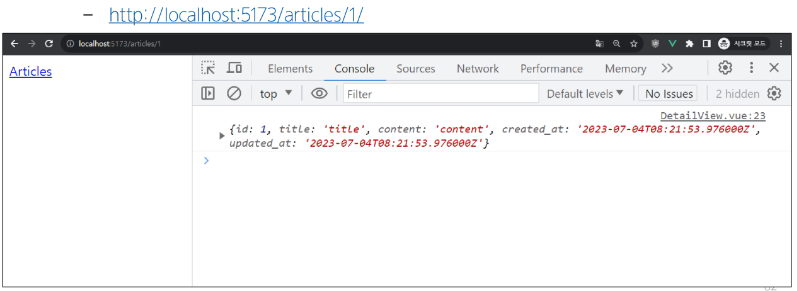 – http://localhost:5173/articles/1/
localhost:5173/articles/1
시크릿 모드
Articles
Elements Console Sources Network Performance Memory
top Filter Default levels No Issues 2 hidden
DetailView.vue:23
{id: 1, title: 'title', content: 'content', created_at: '2023-07-04T08:21:53.976000Z',
updated_at: '2023-07-04T08:21:53.976000Z'}